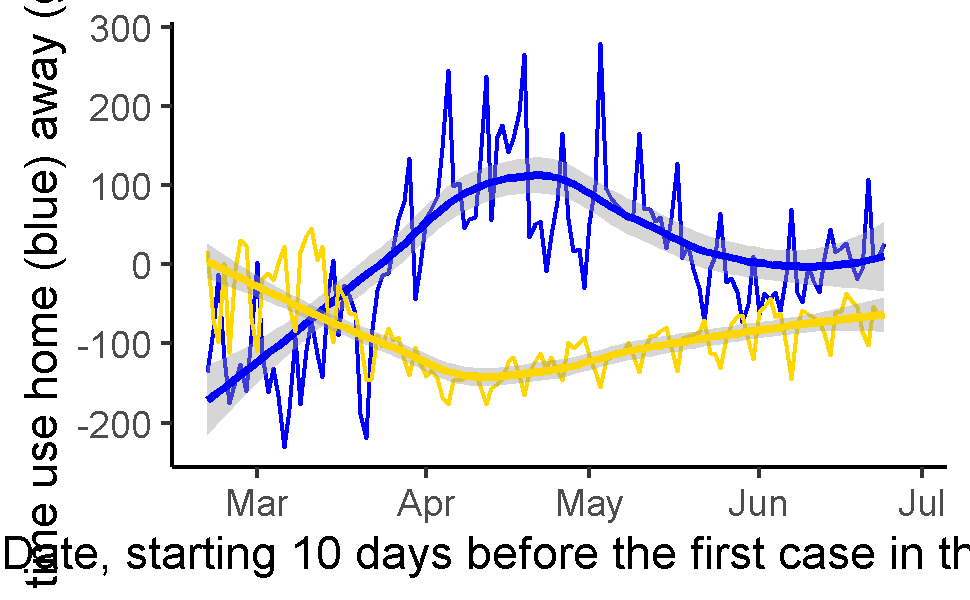 time use home (blue) away (
300
200
100
0
-100
-200
Mar Apr May Jun Jul
Date, starting 10 days before the first case in th